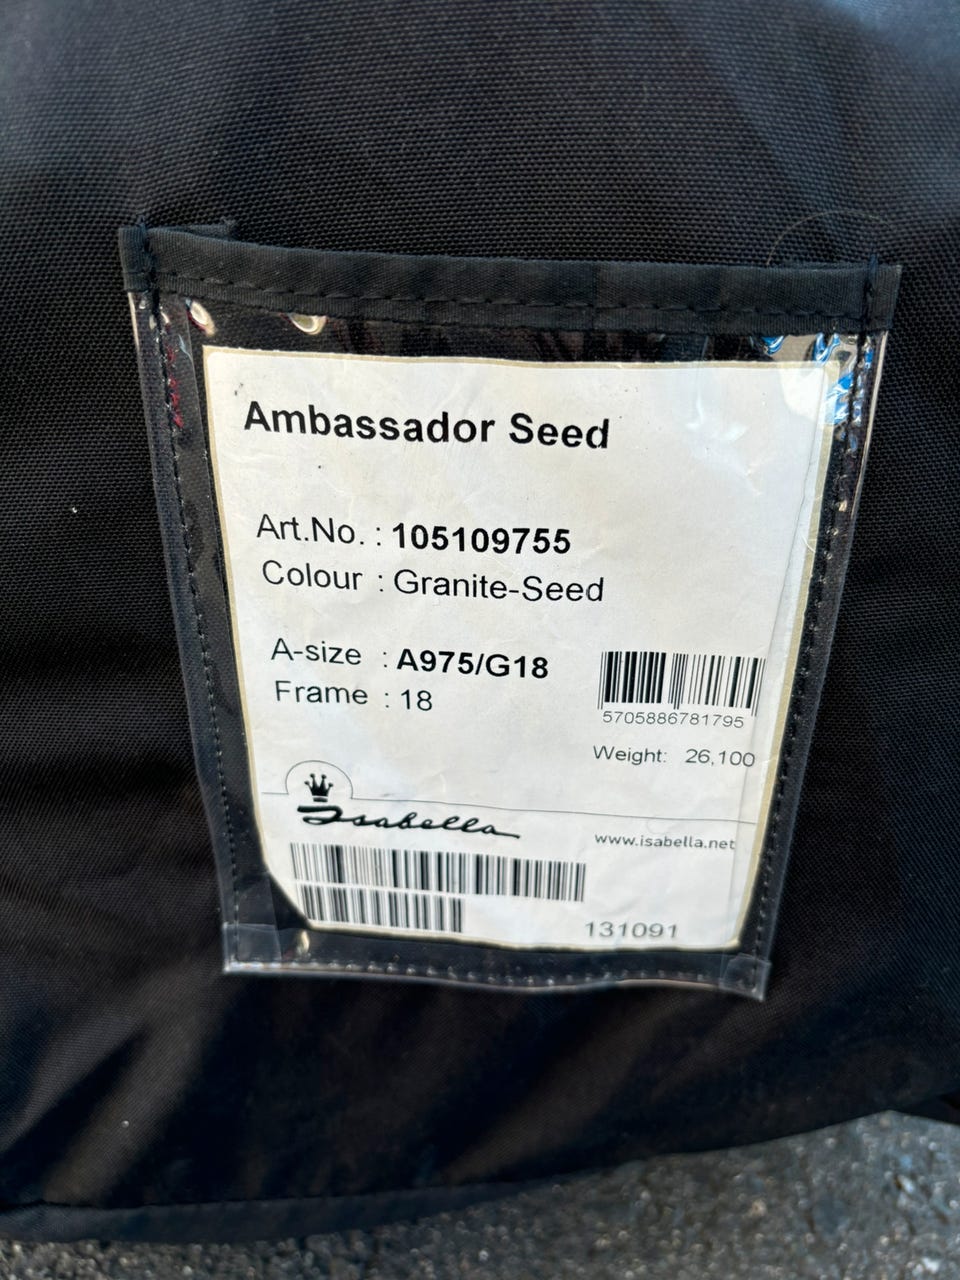 Ambassador Seed
Art.No. : 105109755
Colour : Granite-Seed
A-size : A975/G18
Frame : 18
5705886781795
Weight: 26,100
Isabella
www.isabella.net
131091